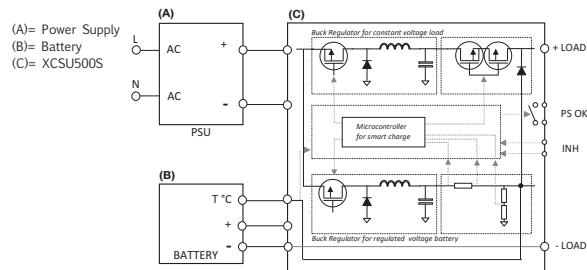 (A)= Power Supply
(B)= Battery
(C)= XCSU500S
(A)
L
AC
+
N
AC
-
PSU
(B)
T °C
+
-
BATTERY
(C)
Buck Regulator for constant voltage load
Microcontroller
for smart charge
Buck Regulator for regulated voltage battery
+ LOAD
PS OK
INH
- LOAD